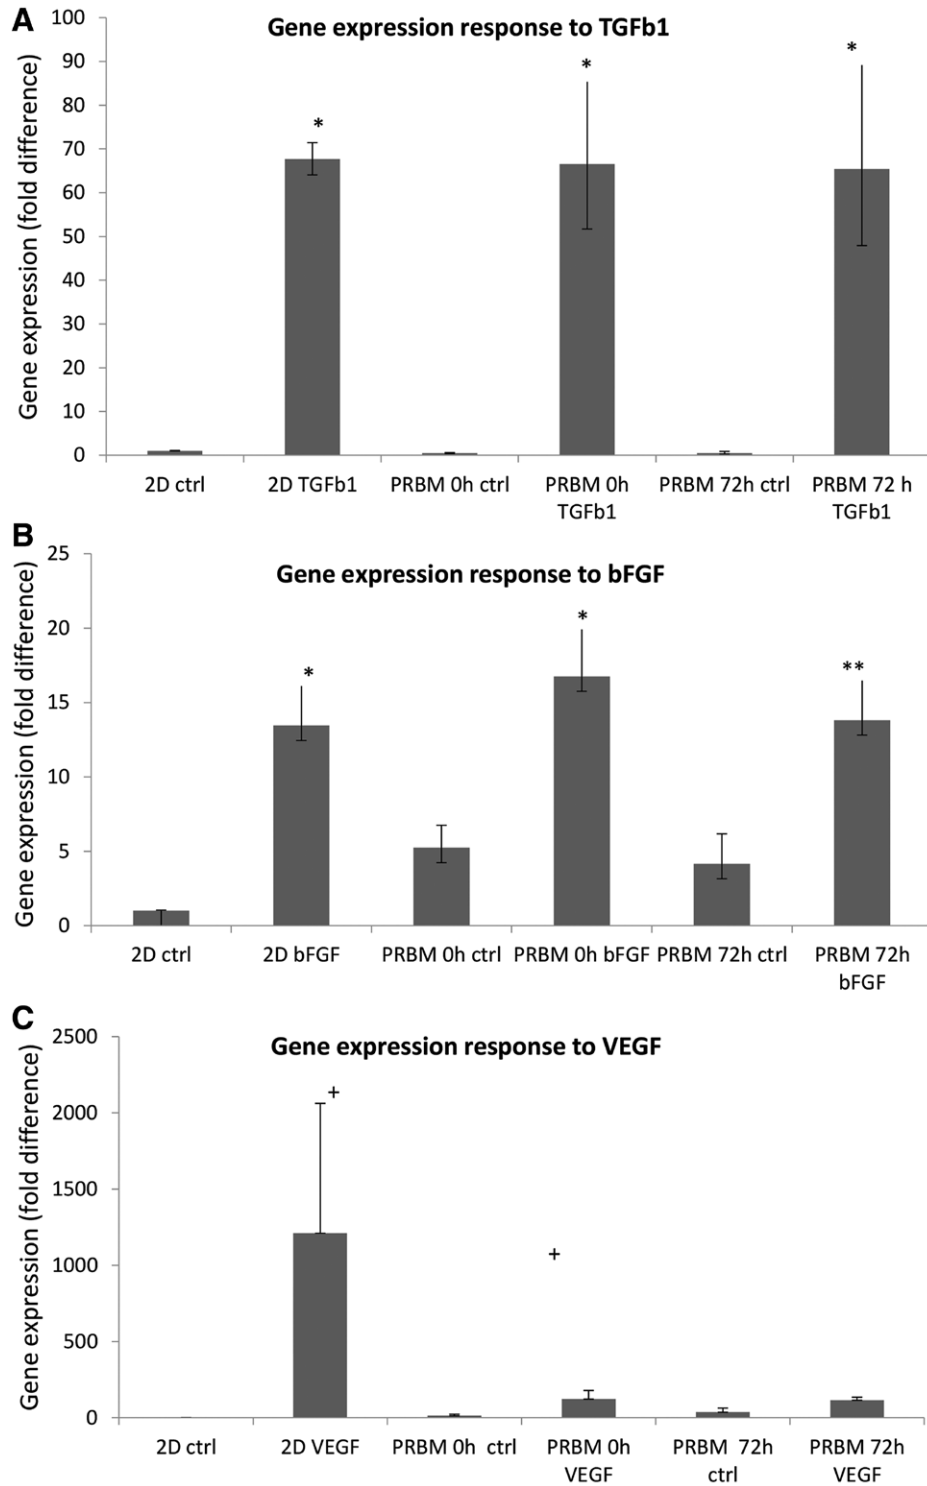 A
Gene expression response to TGFb1
Gene expression (fold difference)
100
90
80
70
60
50
40
30
20
10
0
*
*
*
2D ctrl
2D TGFb1
PRBM 0h ctrl
PRBM 0h
TGFb1
PRBM 72h ctrl
PRBM 72 h
TGFb1
B
Gene expression response to bFGF
Gene expression (fold difference)
25
20
15
10
5
0
*
*
**
2D ctrl
2D bFGF
PRBM 0h ctrl
PRBM 0h bFGF
PRBM 72h ctrl
PRBM 72h
bFGF
C
Gene expression response to VEGF
Gene expression (fold difference)
2500
2000
1500
1000
500
0
+
+
2D ctrl
2D VEGF
PRBM 0h ctrl
PRBM 0h
VEGF
PRBM 72h
ctrl
PRBM 72h
VEGF